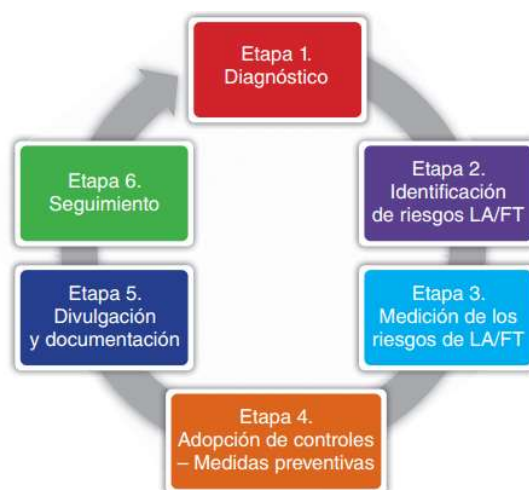 Etapa 1.
Diagnóstico
Etapa 2.
Identificación
de riesgos LA/FT
Etapa 3.
Medición de los
riesgos de LA/FT
Etapa 4.
Adopción de controles
– Medidas preventivas
Etapa 5.
Divulgación
y documentación
Etapa 6.
Seguimiento